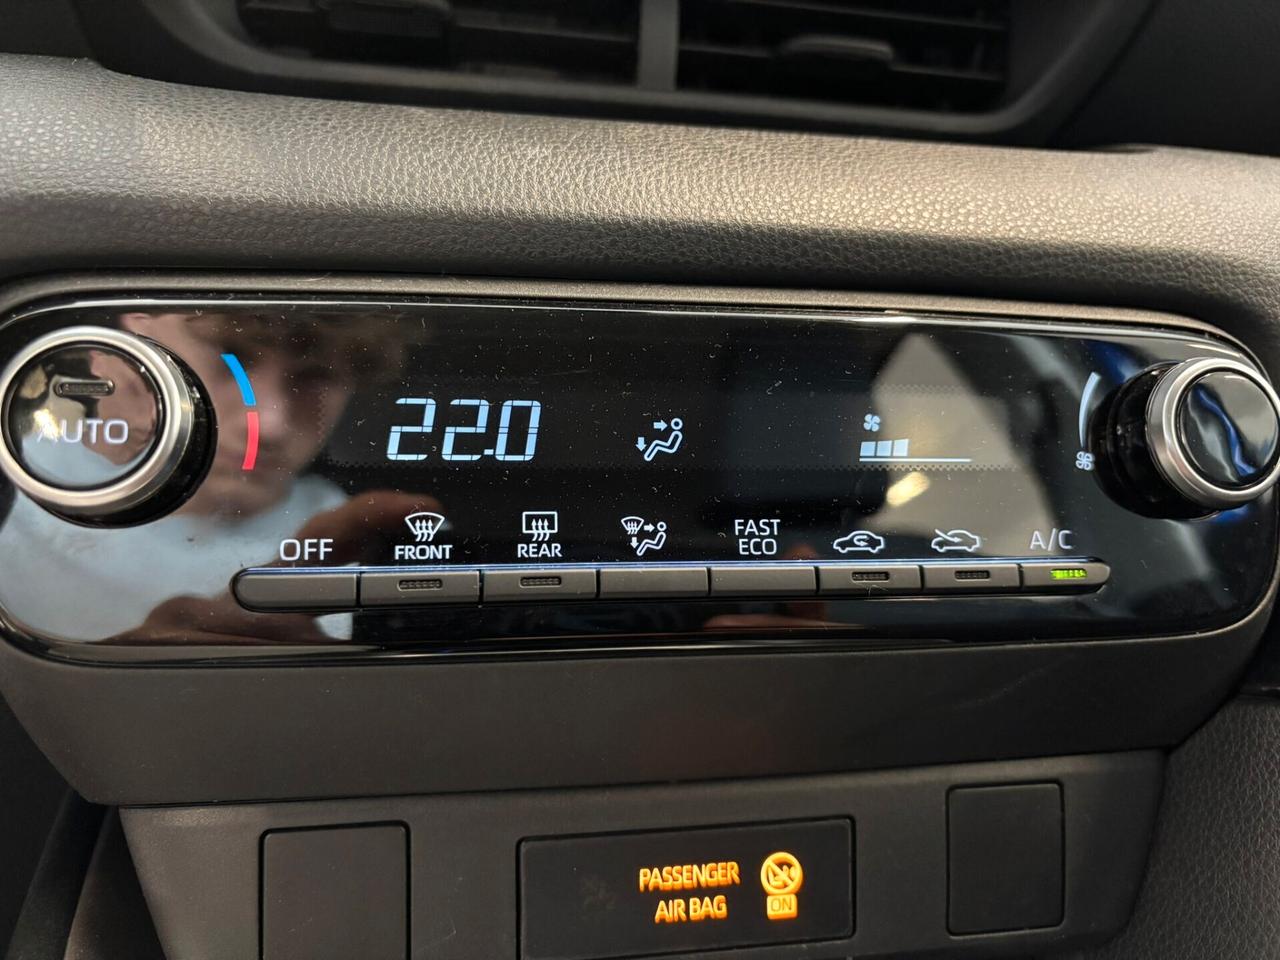 AUTO
22.0
OFF
FRONT
REAR
FAST
ECO
A/C
PASSENGER
AIR BAG
ON